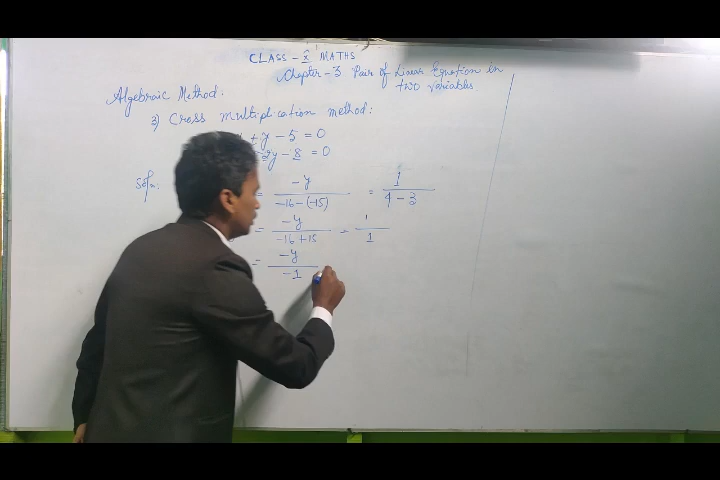 CLASS - X MATHS
Chapter - 3 Pair of Linear Equation in
two variables.
Algebraic Method:
3) Cross multiplication method:
+ y - 5 = 0
2y - 8 = 0
Soln.
= -y / -16-(-15) = 1 / 4-3
= -y / -16+15 = 1 / 1
= -y / -1